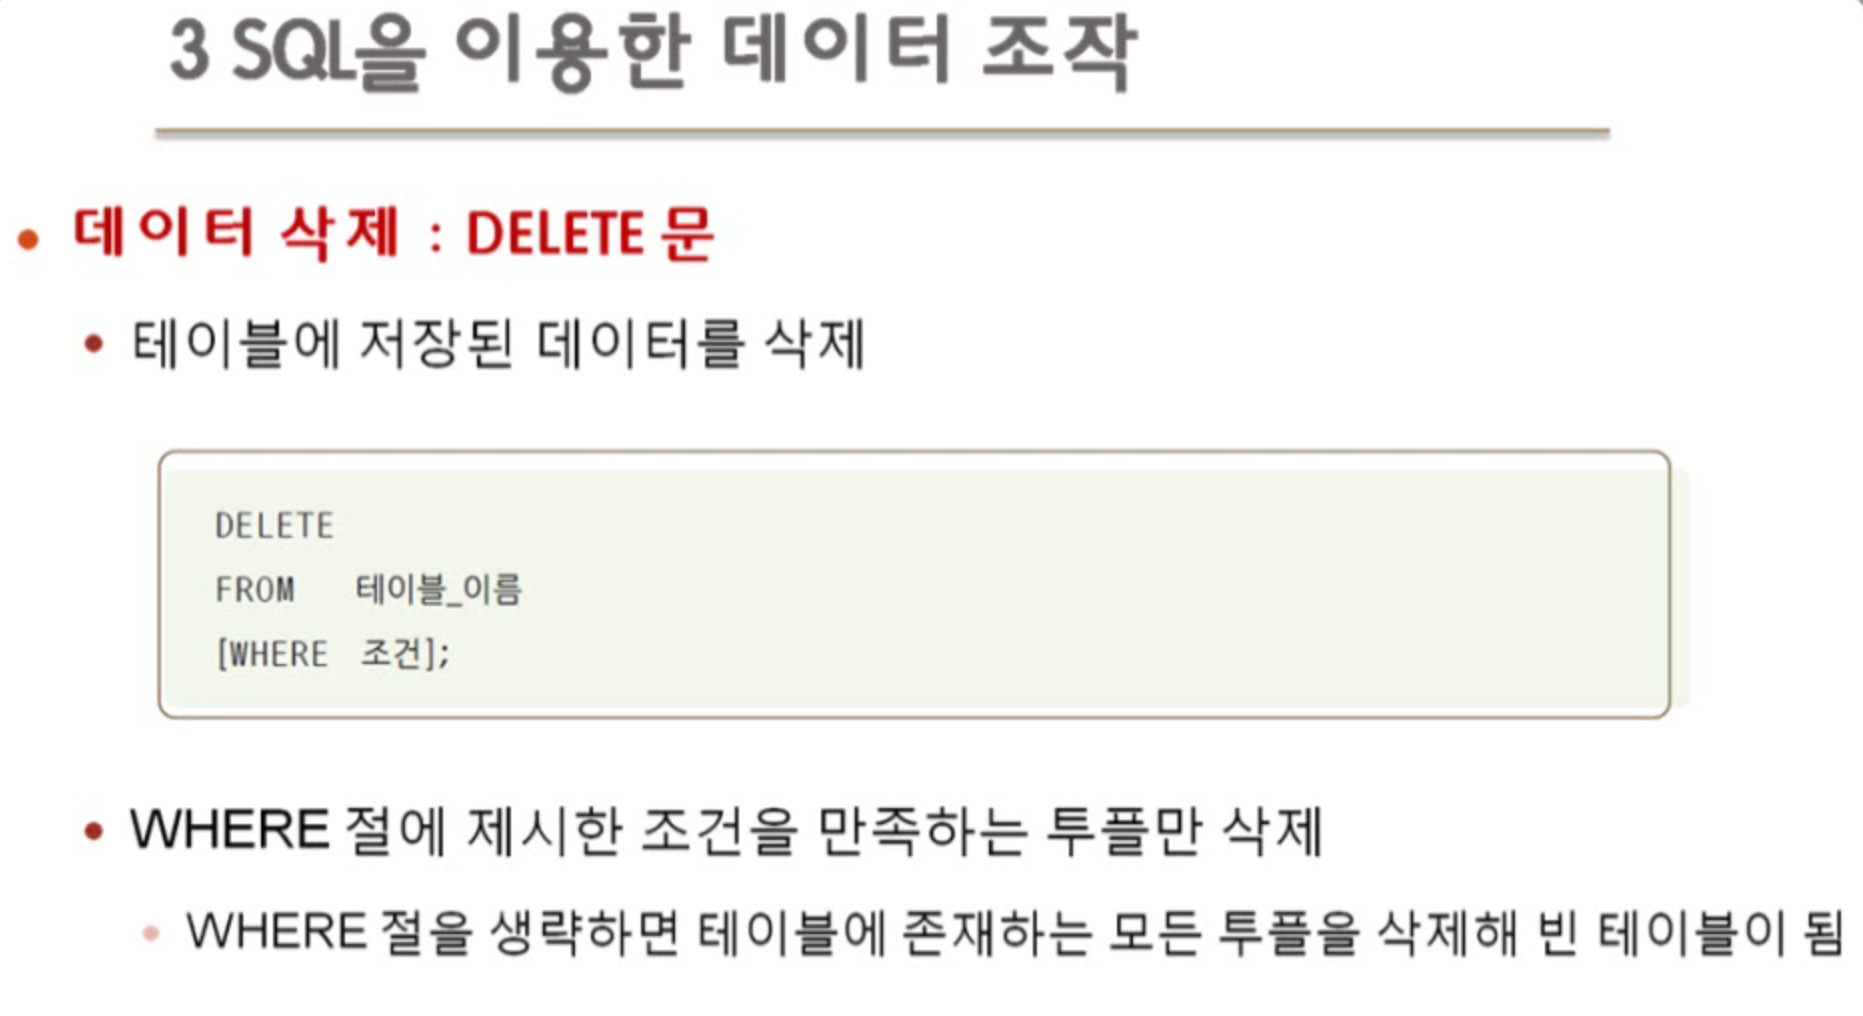 3 SQL을 이용한 데이터 조작
데이터 삭제 : DELETE 문
테이블에 저장된 데이터를 삭제
DELETE
FROM 테이블_이름
[WHERE 조건];
WHERE 절에 제시한 조건을 만족하는 투플만 삭제
WHERE 절을 생략하면 테이블에 존재하는 모든 투플을 삭제해 빈 테이블이 됨